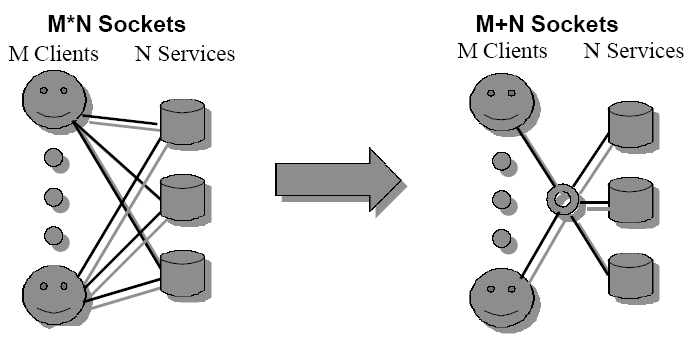 M*N Sockets
M Clients N Services
M+N Sockets
M Clients N Services